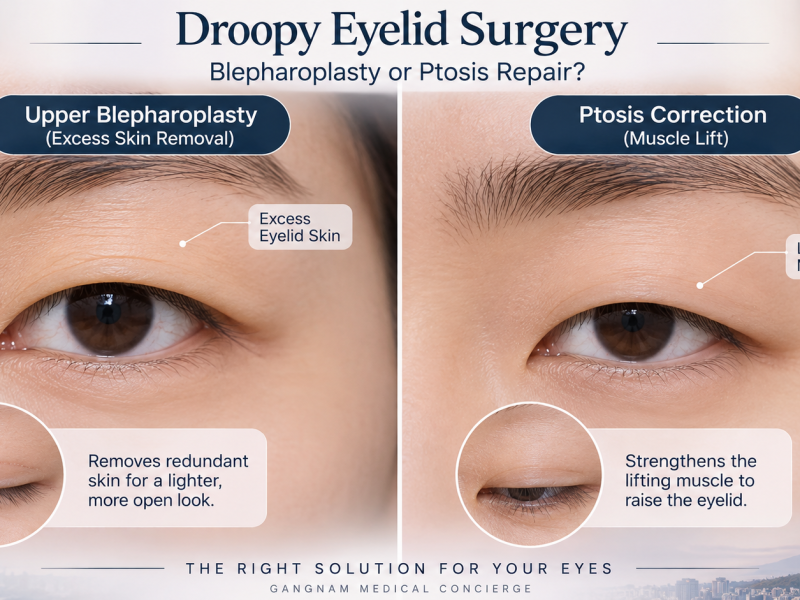 Droopy Eyelid Surgery
Blepharoplasty or Ptosis Repair?
Upper Blepharoplasty
(Excess Skin Removal)
Excess
Eyelid Skin
Removes redundant
skin for a lighter,
more open look.
Ptosis Correction
(Muscle Lift)
Strengthens the
lifting muscle to
raise the eyelid.
THE RIGHT SOLUTION FOR YOUR EYES
GANGNAM MEDICAL CONCIERGE